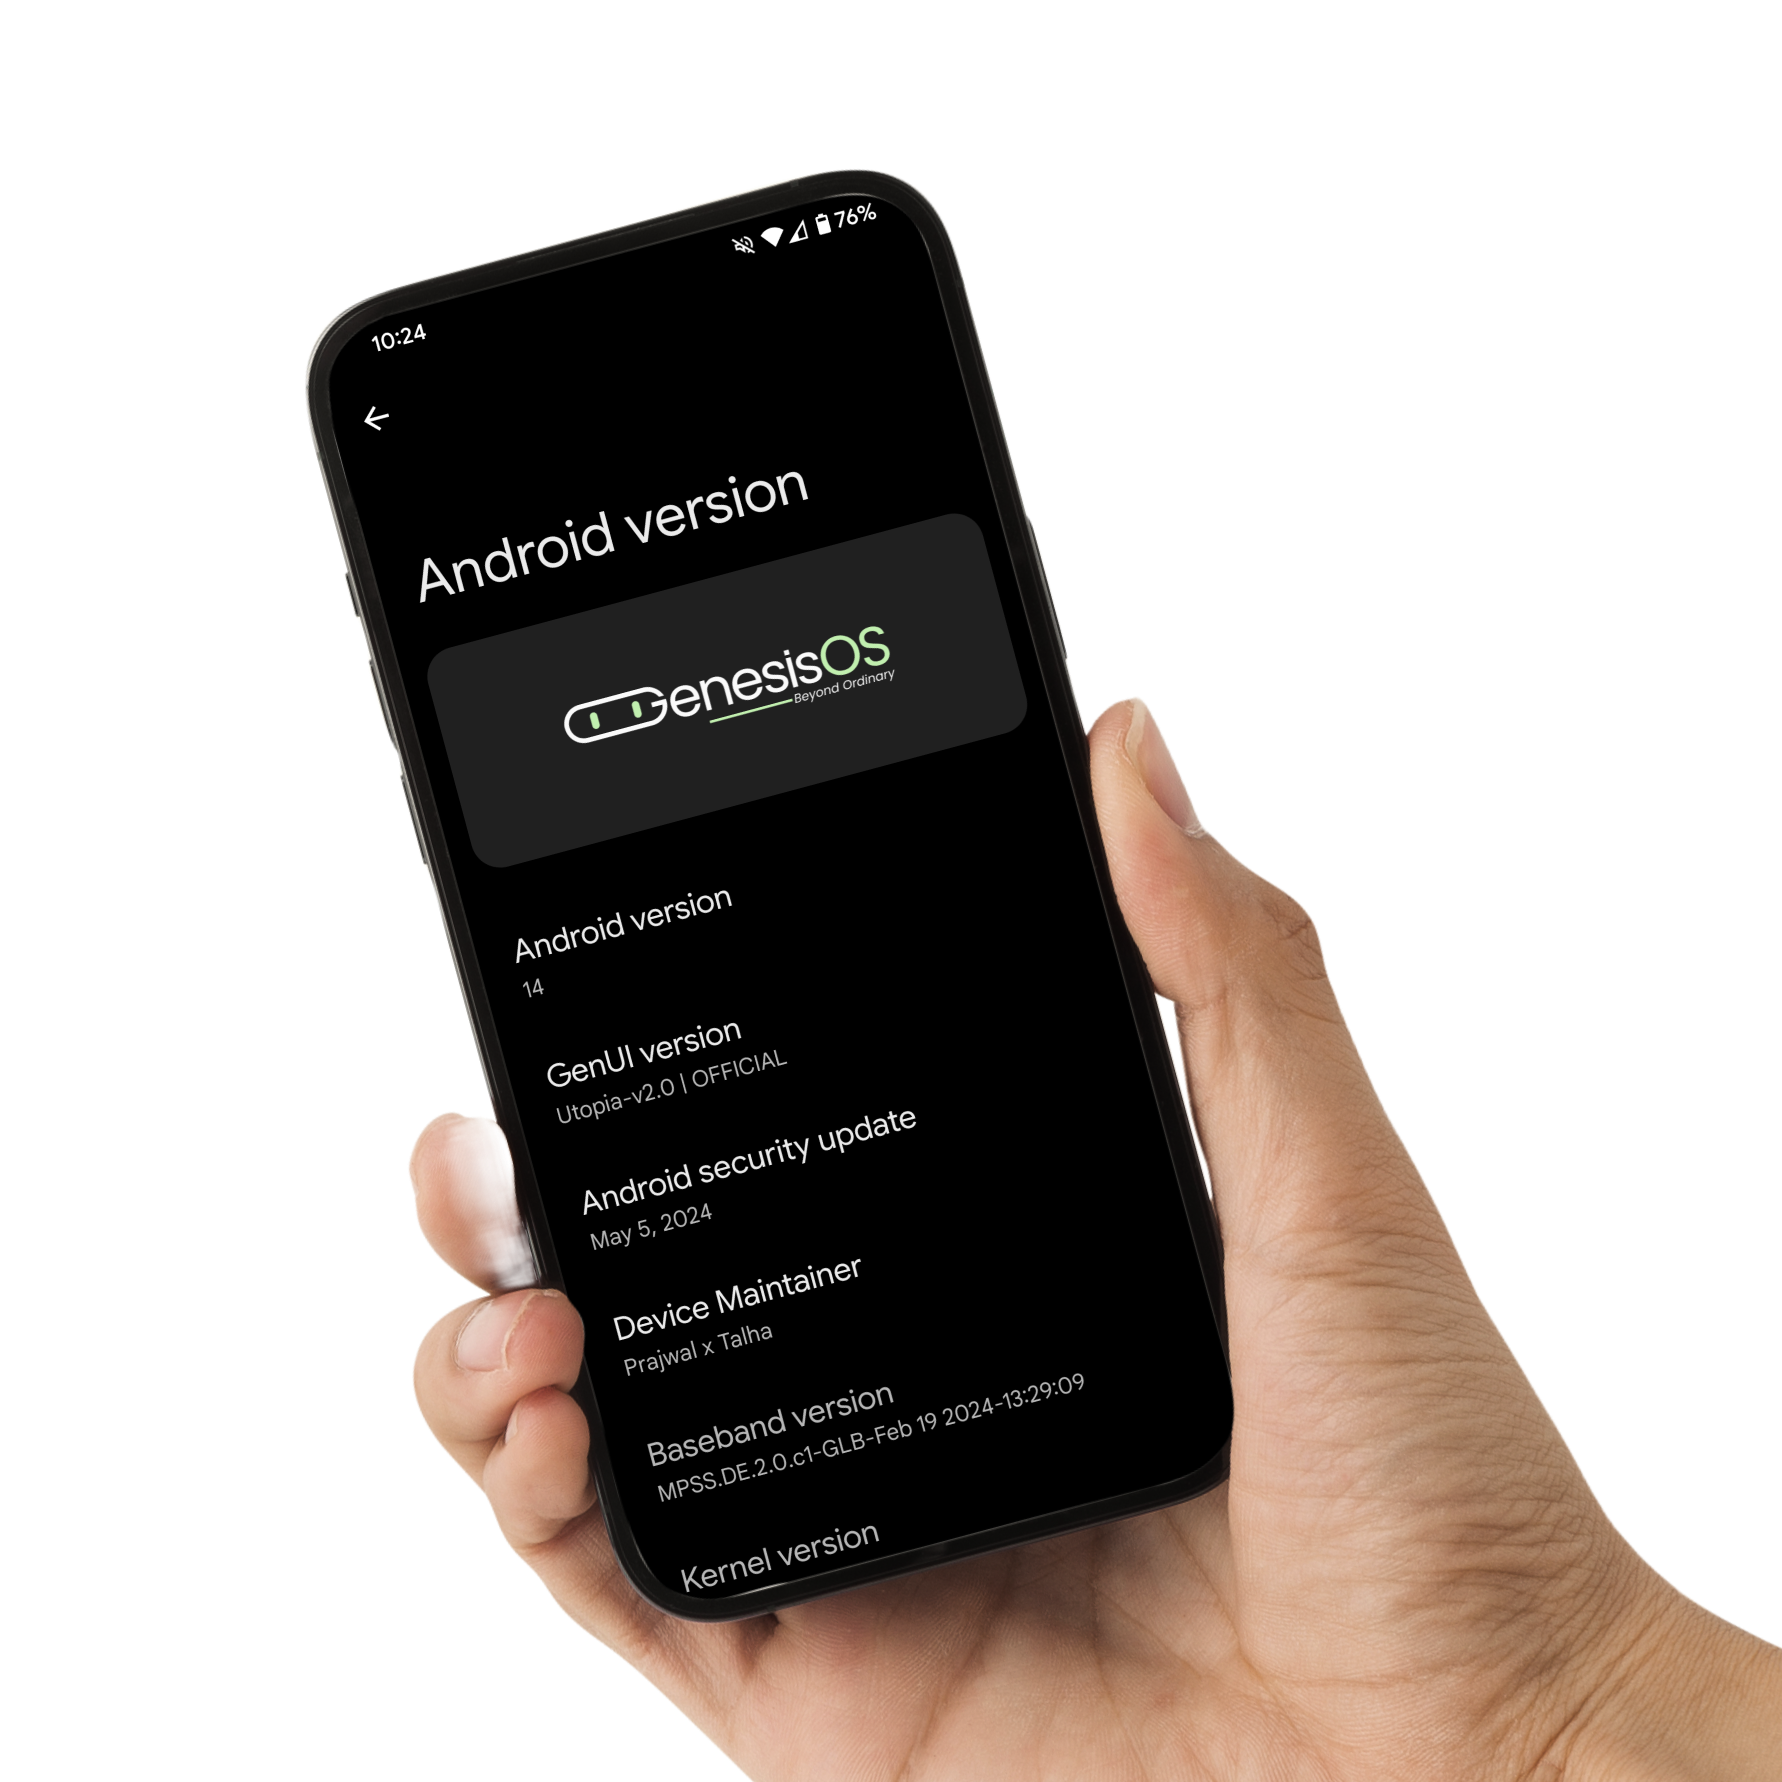 10:24
76%
Android version
GenesisOS
Beyond Ordinary
Android version
14
GenUI version
Utopia-v2.0 | OFFICIAL
Android security update
May 5, 2024
Device Maintainer
Prajwal x Talha
Baseband version
MPSS.DE.2.0.c1-GLB-Feb 19 2024-13:29:09
Kernel version